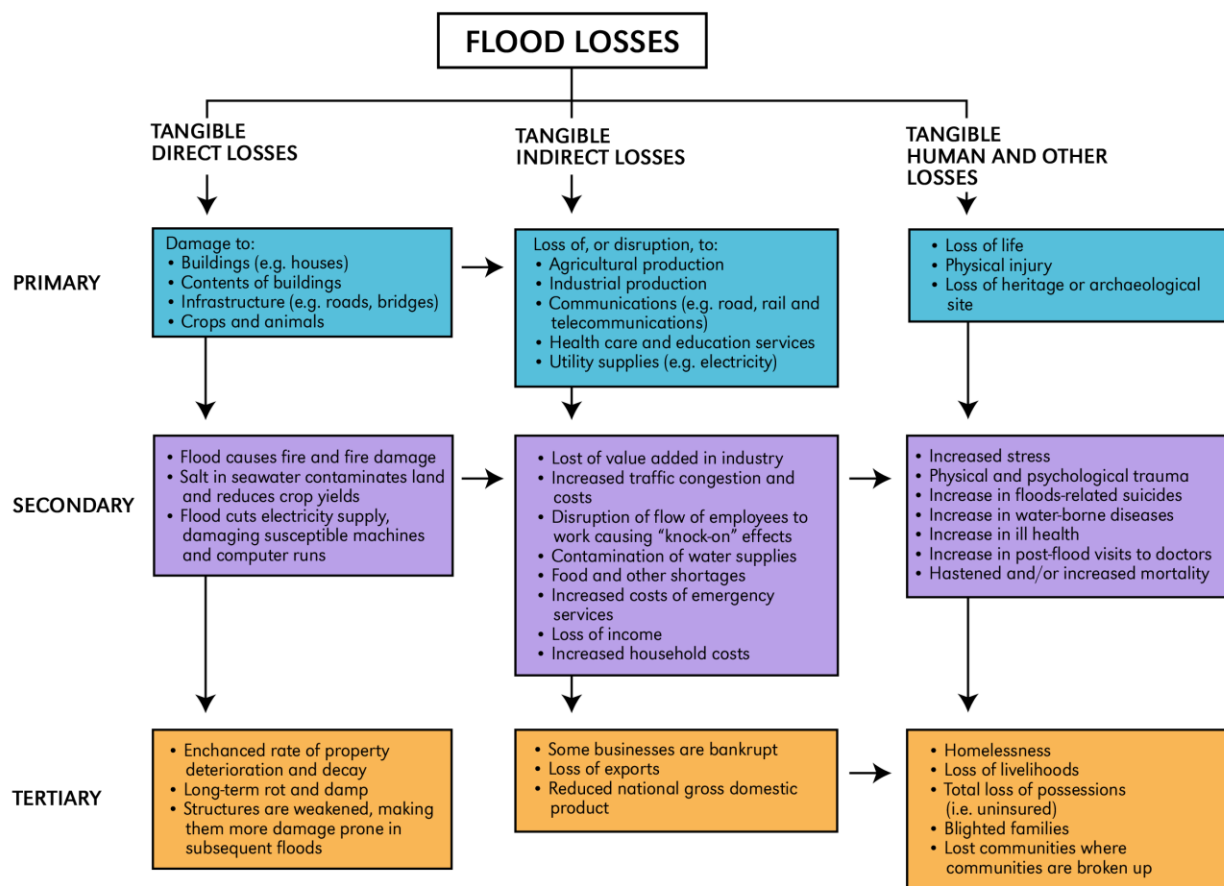 FLOOD LOSSES
TANGIBLE
DIRECT LOSSES
TANGIBLE
INDIRECT LOSSES
TANGIBLE
HUMAN AND OTHER
LOSSES
PRIMARY
Damage to:
• Buildings (e.g. houses)
• Contents of buildings
• Infrastructure (e.g. roads, bridges)
• Crops and animals
Loss of, or disruption, to:
• Agricultural production
• Industrial production
• Communications (e.g. road, rail and
telecommunications)
• Health care and education services
• Utility supplies (e.g. electricity)
• Loss of life
• Physical injury
• Loss of heritage or archaeological
site
SECONDARY
• Flood causes fire and fire damage
• Salt in seawater contaminates land
and reduces crop yields
• Flood cuts electricity supply,
damaging susceptible machines
and computer runs
• Lost of value added in industry
• Increased traffic congestion and
costs
• Disruption of flow of employees to
work causing “knock-on” effects
• Contamination of water supplies
• Food and other shortages
• Increased costs of emergency
services
• Loss of income
• Increased household costs
• Increased stress
• Physical and psychological trauma
• Increase in floods-related suicides
• Increase in water-borne diseases
• Increase in ill health
• Increase in post-flood visits to doctors
• Hastened and/or increased mortality
TERTIARY
• Enchanced rate of property
deterioration and decay
• Long-term rot and damp
• Structures are weakened, making
them more damage prone in
subsequent floods
• Some businesses are bankrupt
• Loss of exports
• Reduced national gross domestic
product
• Homelessness
• Loss of livelihoods
• Total loss of possessions
(i.e. uninsured)
• Blighted families
• Lost communities where
communities are broken up